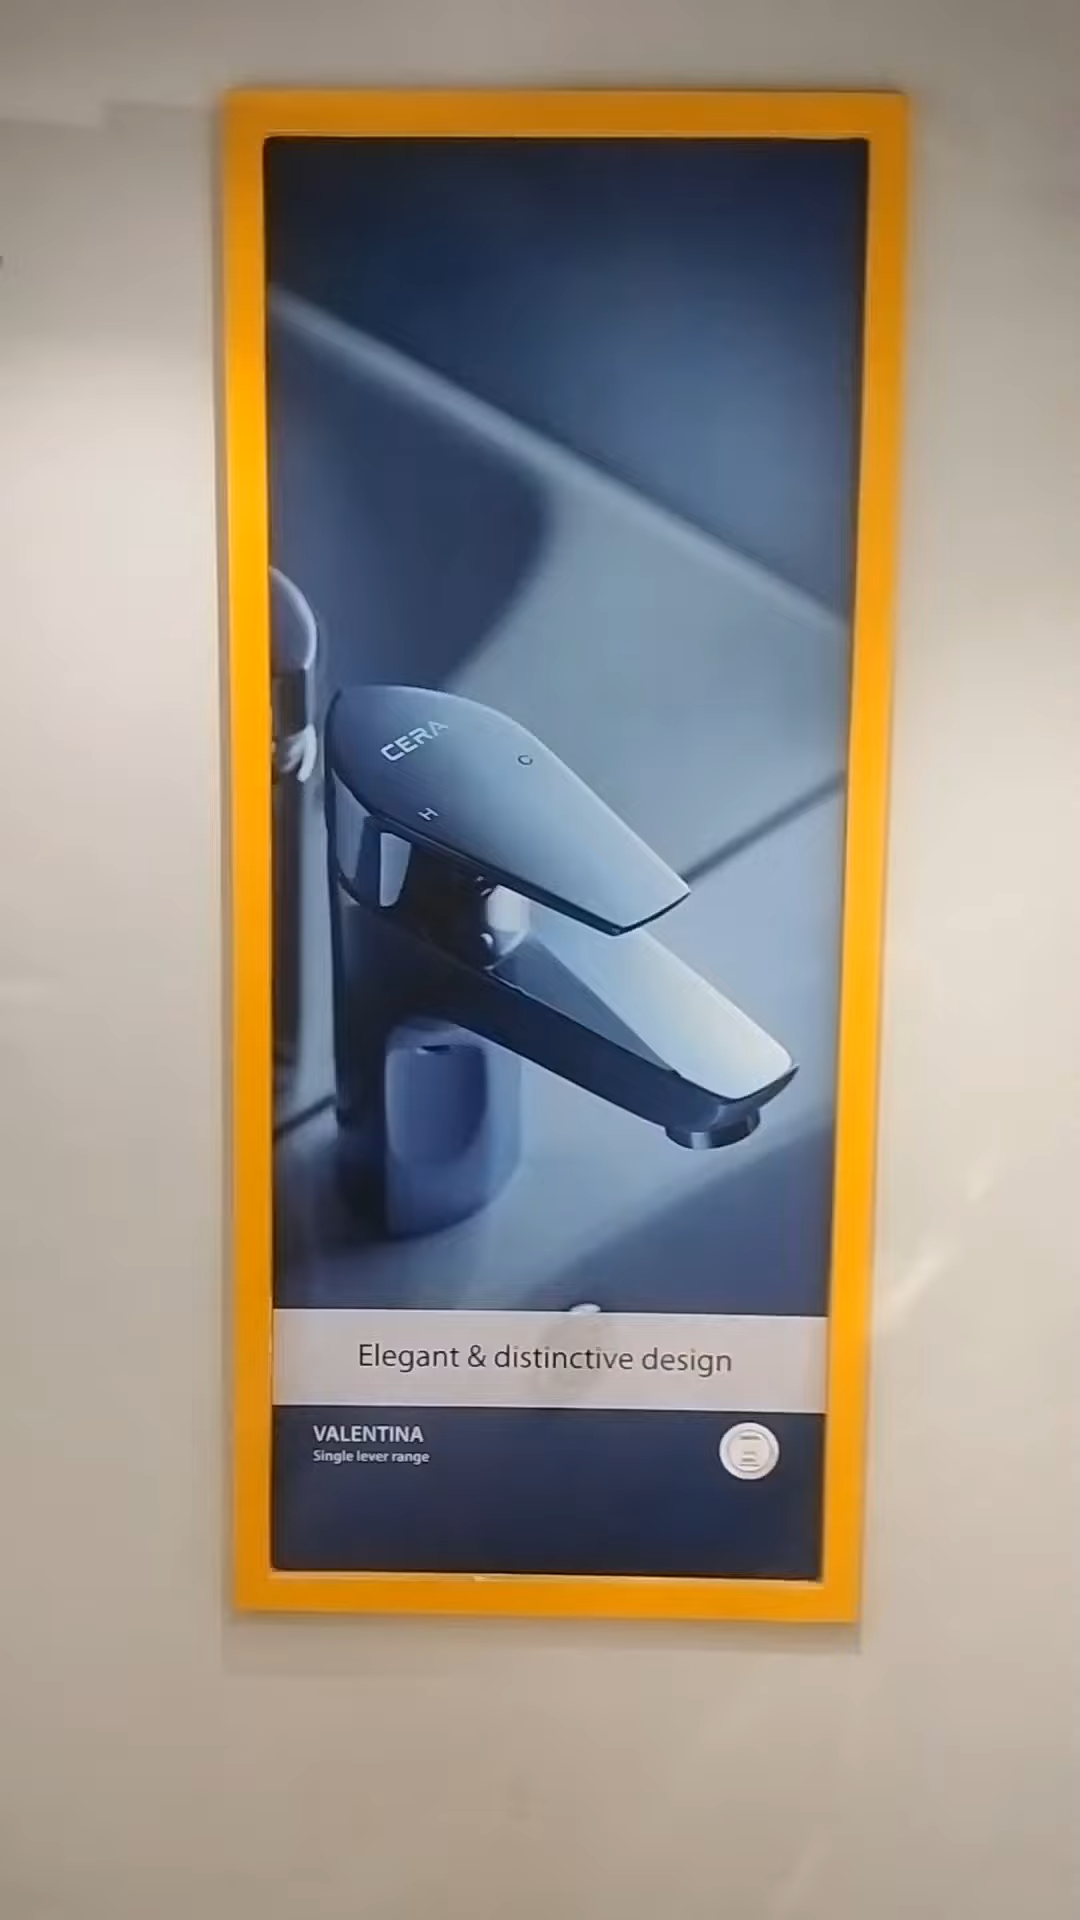 CERA
C
H
Elegant & distinctive design
VALENTINA
Single lever range